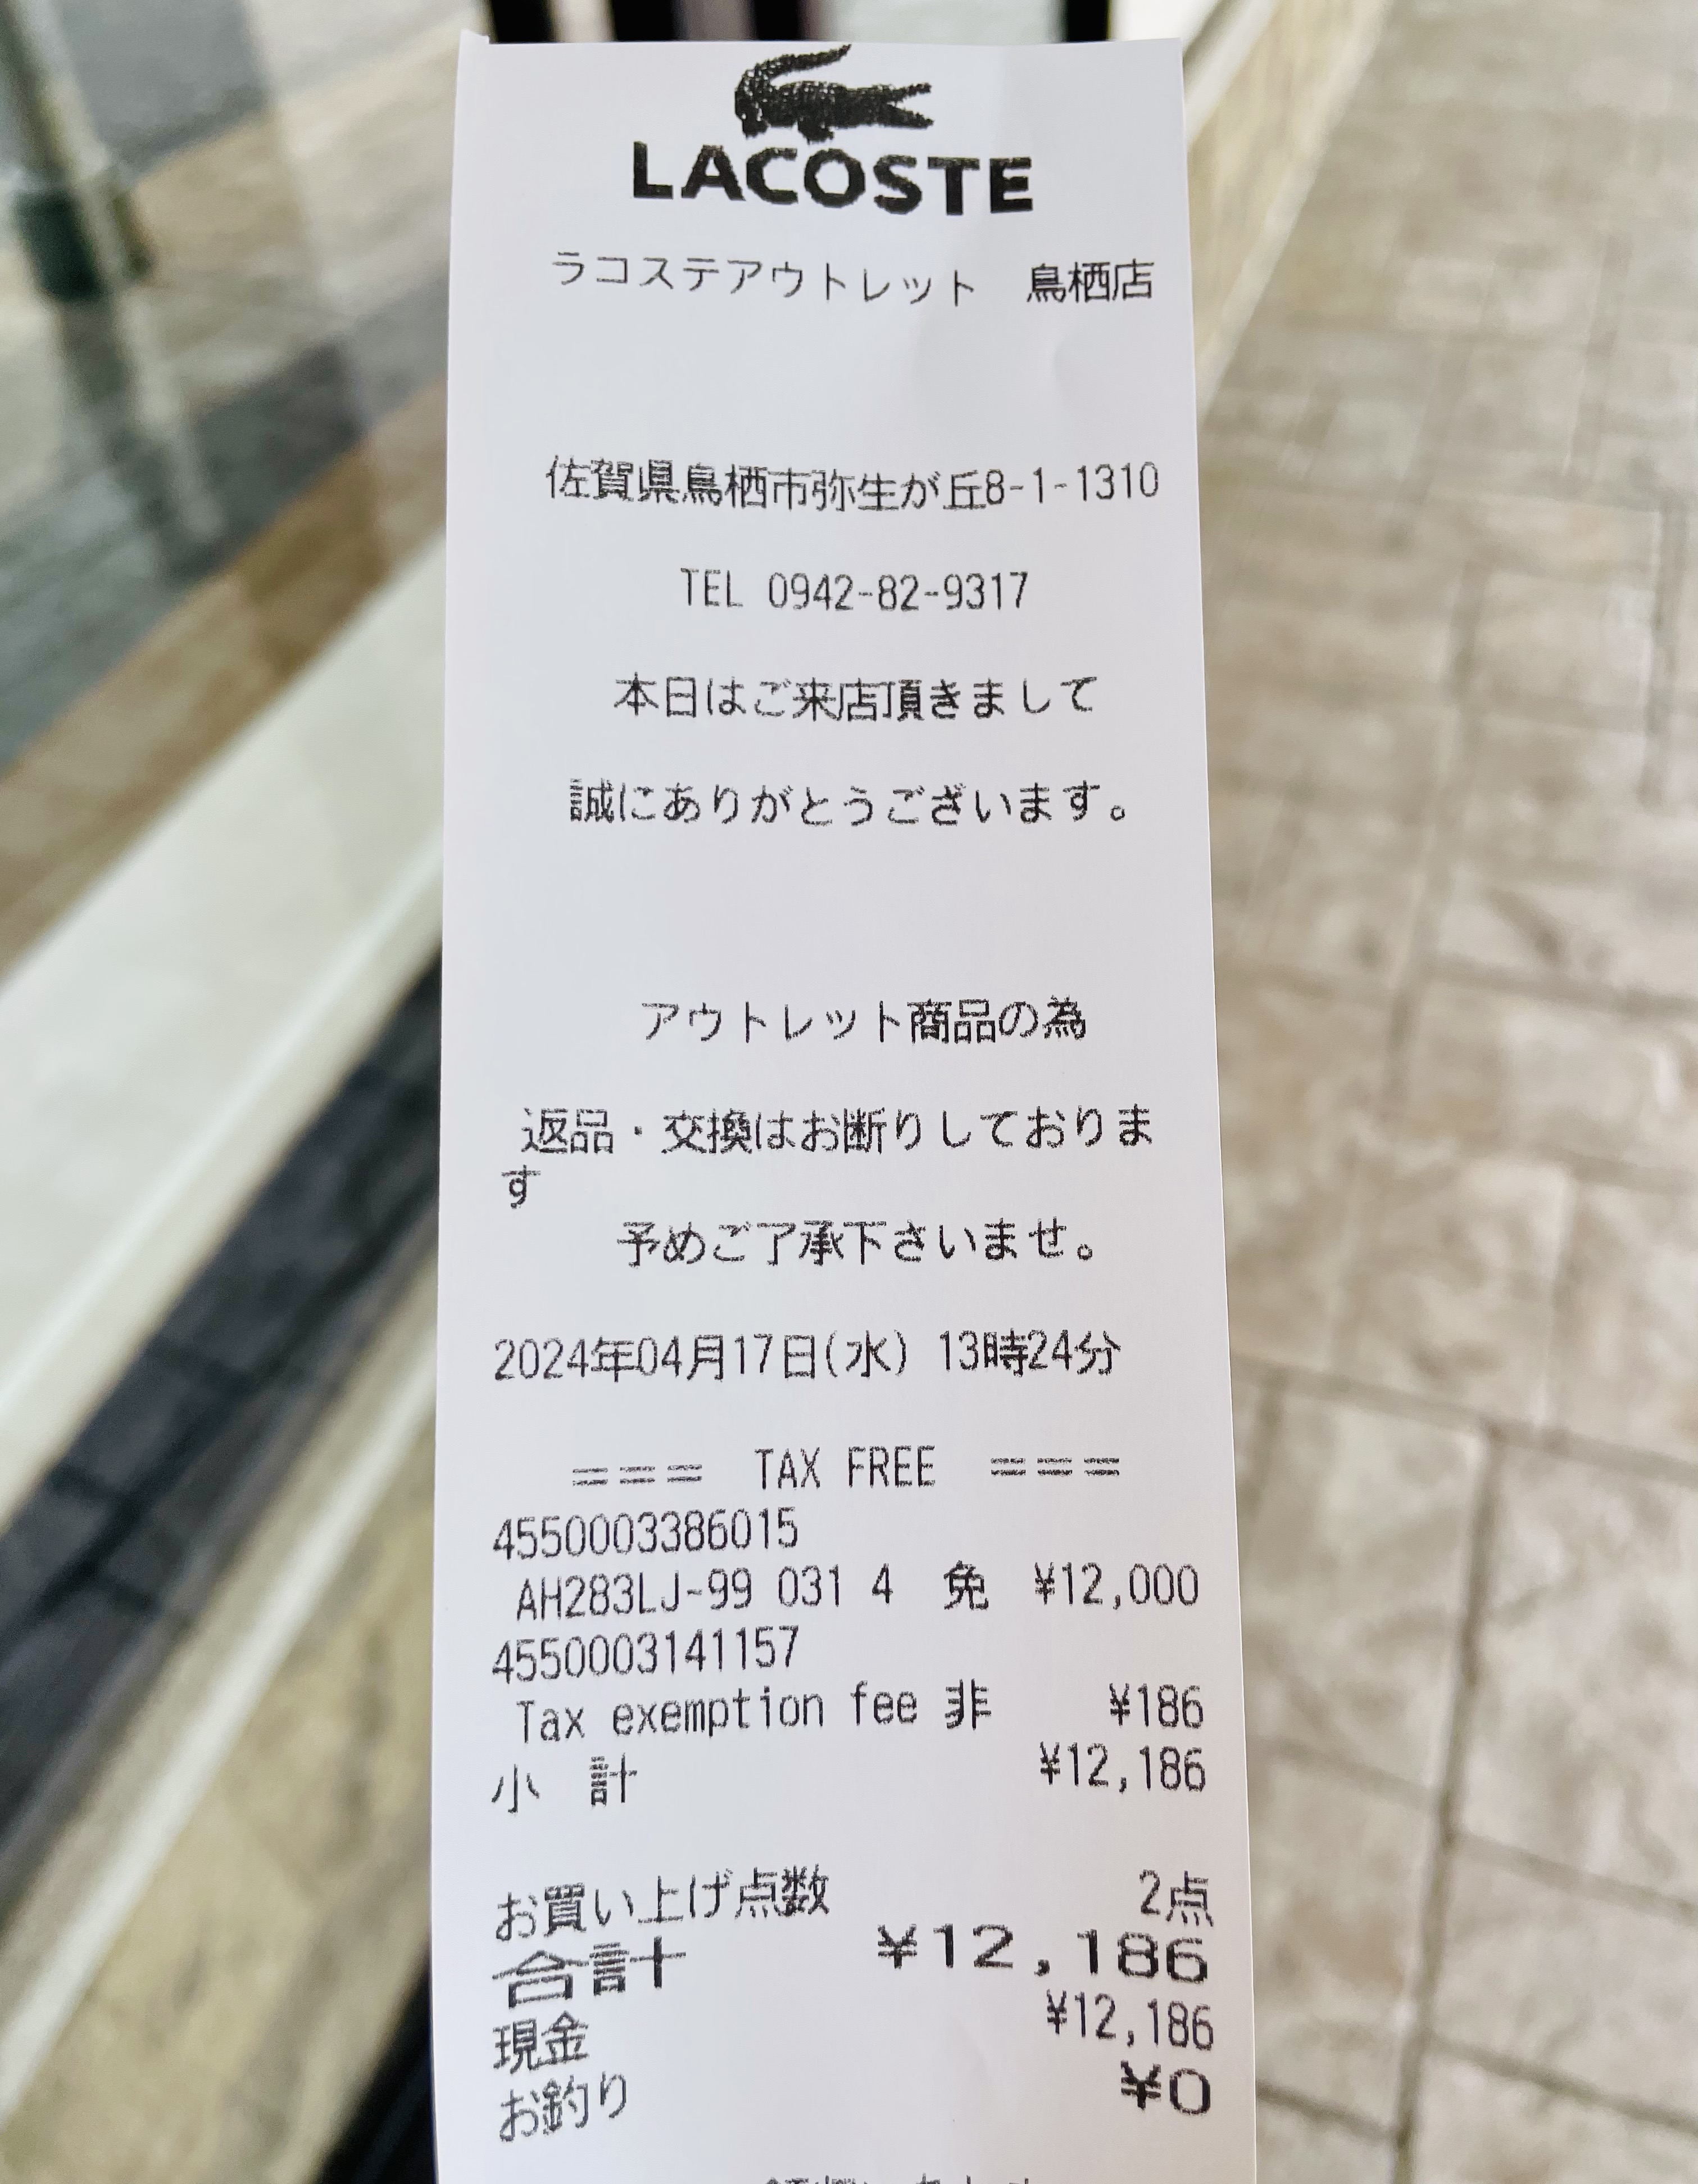 LACOSTE
ラコステアウトレット 鳥栖店
佐賀県鳥栖市弥生が丘8-1-1310
TEL 0942-82-9317
本日はご来店頂きまして
誠にありがとうございます。
アウトレット商品の為
返品・交換はお断りしておりま
す
予めご了承下さいませ。
2024年04月17日(水) 13時24分
=== TAX FREE ===
4550003386015
AH283LJ-99 031 4 免 ¥12,000
4550003141157
Tax exemption fee 非 ¥186
小 計 ¥12,186
お買い上げ点数 2点
合計 ¥12,186
現金 ¥12,186
お釣り ¥0